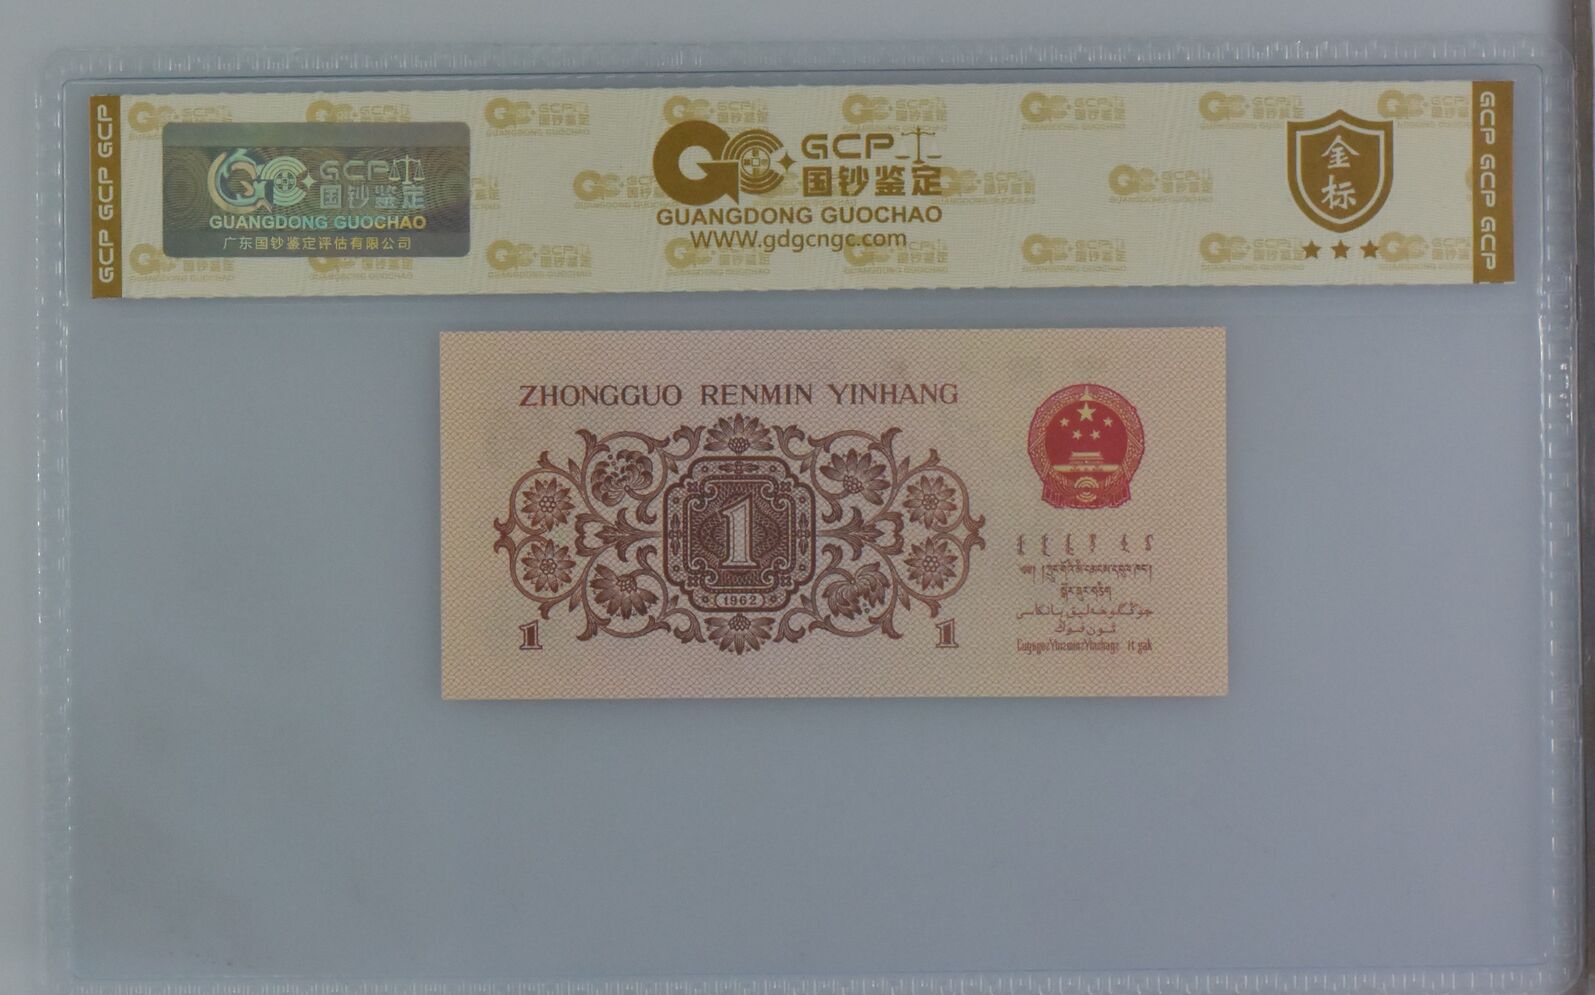 GCP GCP GCP
GCP
国钞鉴定
GUANGDONG GUOCHAO
广东国钞鉴定评估有限公司
GCP
国钞鉴定
GUANGDONG GUOCHAO
WWW.gdgcngc.com
金
标
GCP GCP GCP
ZHONGGUO RENMIN YINHANG
1
(1962)
1
1